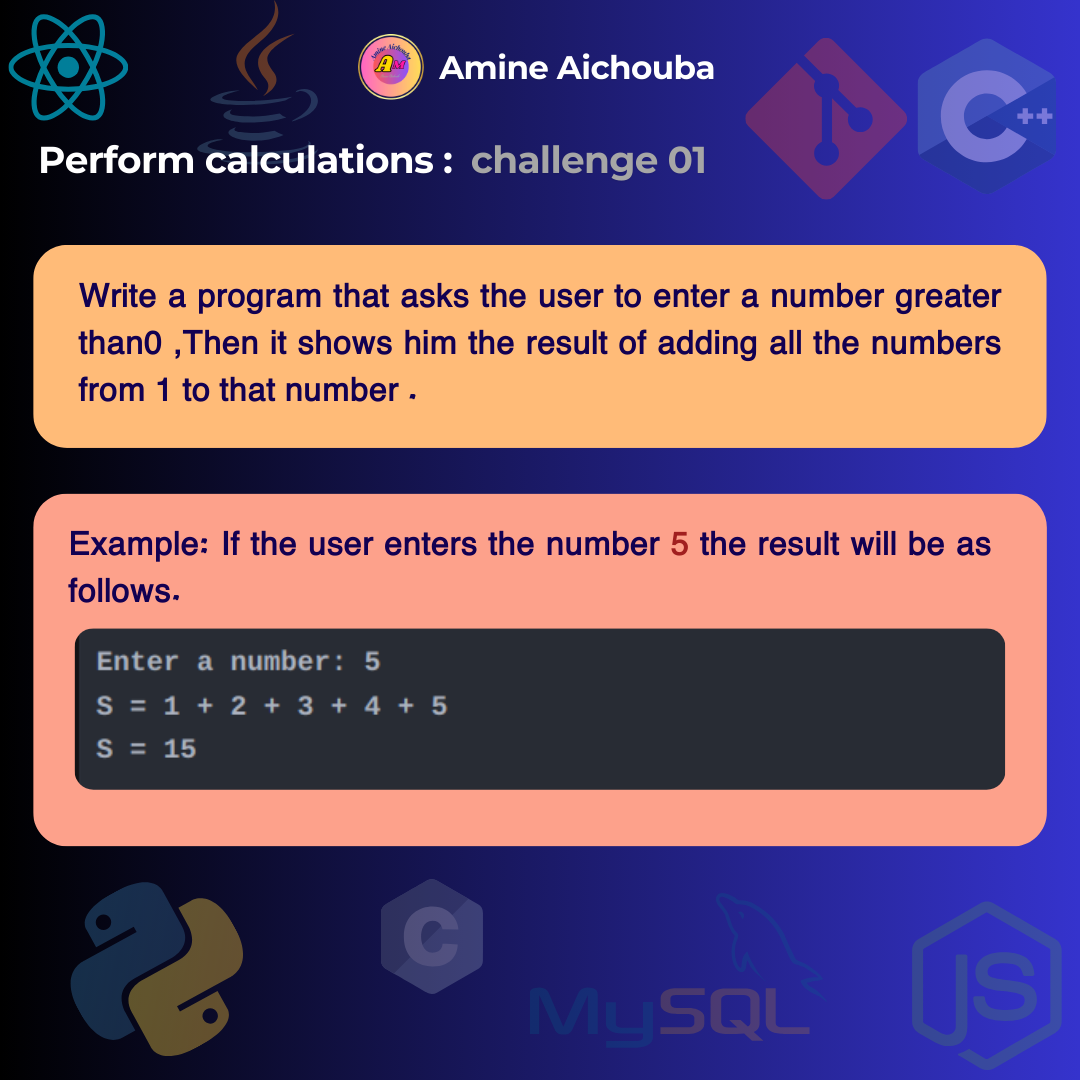 Amine Aichouba
Amine Aichouba
AM
C++
Perform calculations : challenge 01
Write a program that asks the user to enter a number greater
than0 ,Then it shows him the result of adding all the numbers
from 1 to that number .
Example: If the user enters the number 5 the result will be as
follows.
Enter a number: 5
S = 1 + 2 + 3 + 4 + 5
S = 15
C
MySQL
JS